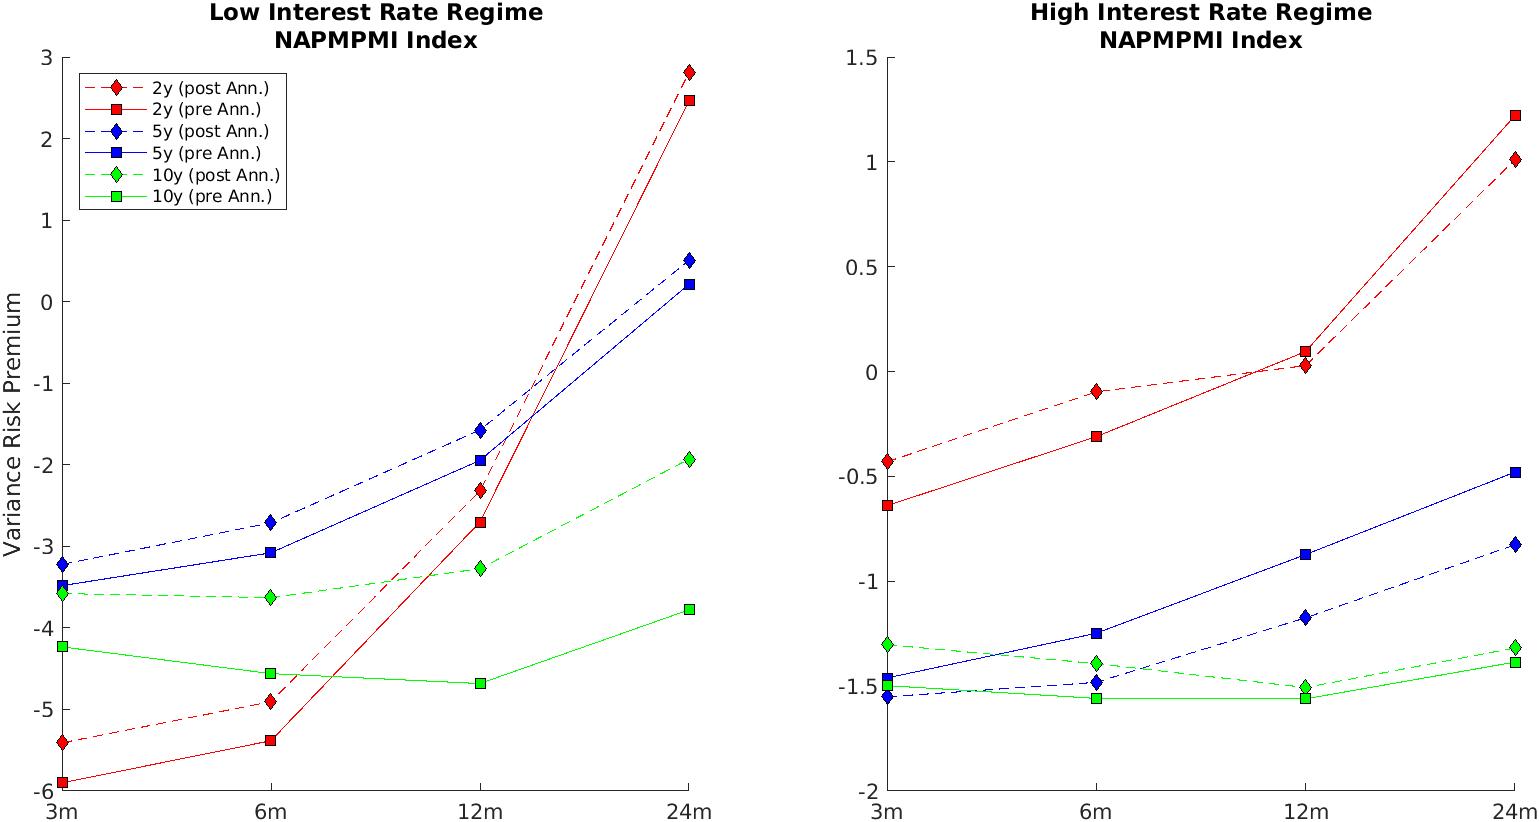 Low Interest Rate Regime
NAPMPMI Index
3
2
1
0
-1
-2
-3
-4
-5
-6
Variance Risk Premium
2y (post Ann.)
2y (pre Ann.)
5y (post Ann.)
5y (pre Ann.)
10y (post Ann.)
10y (pre Ann.)
3m 6m 12m 24m
High Interest Rate Regime
NAPMPMI Index
1.5
1
0.5
0
-0.5
-1
-1.5
-2
3m 6m 12m 24m